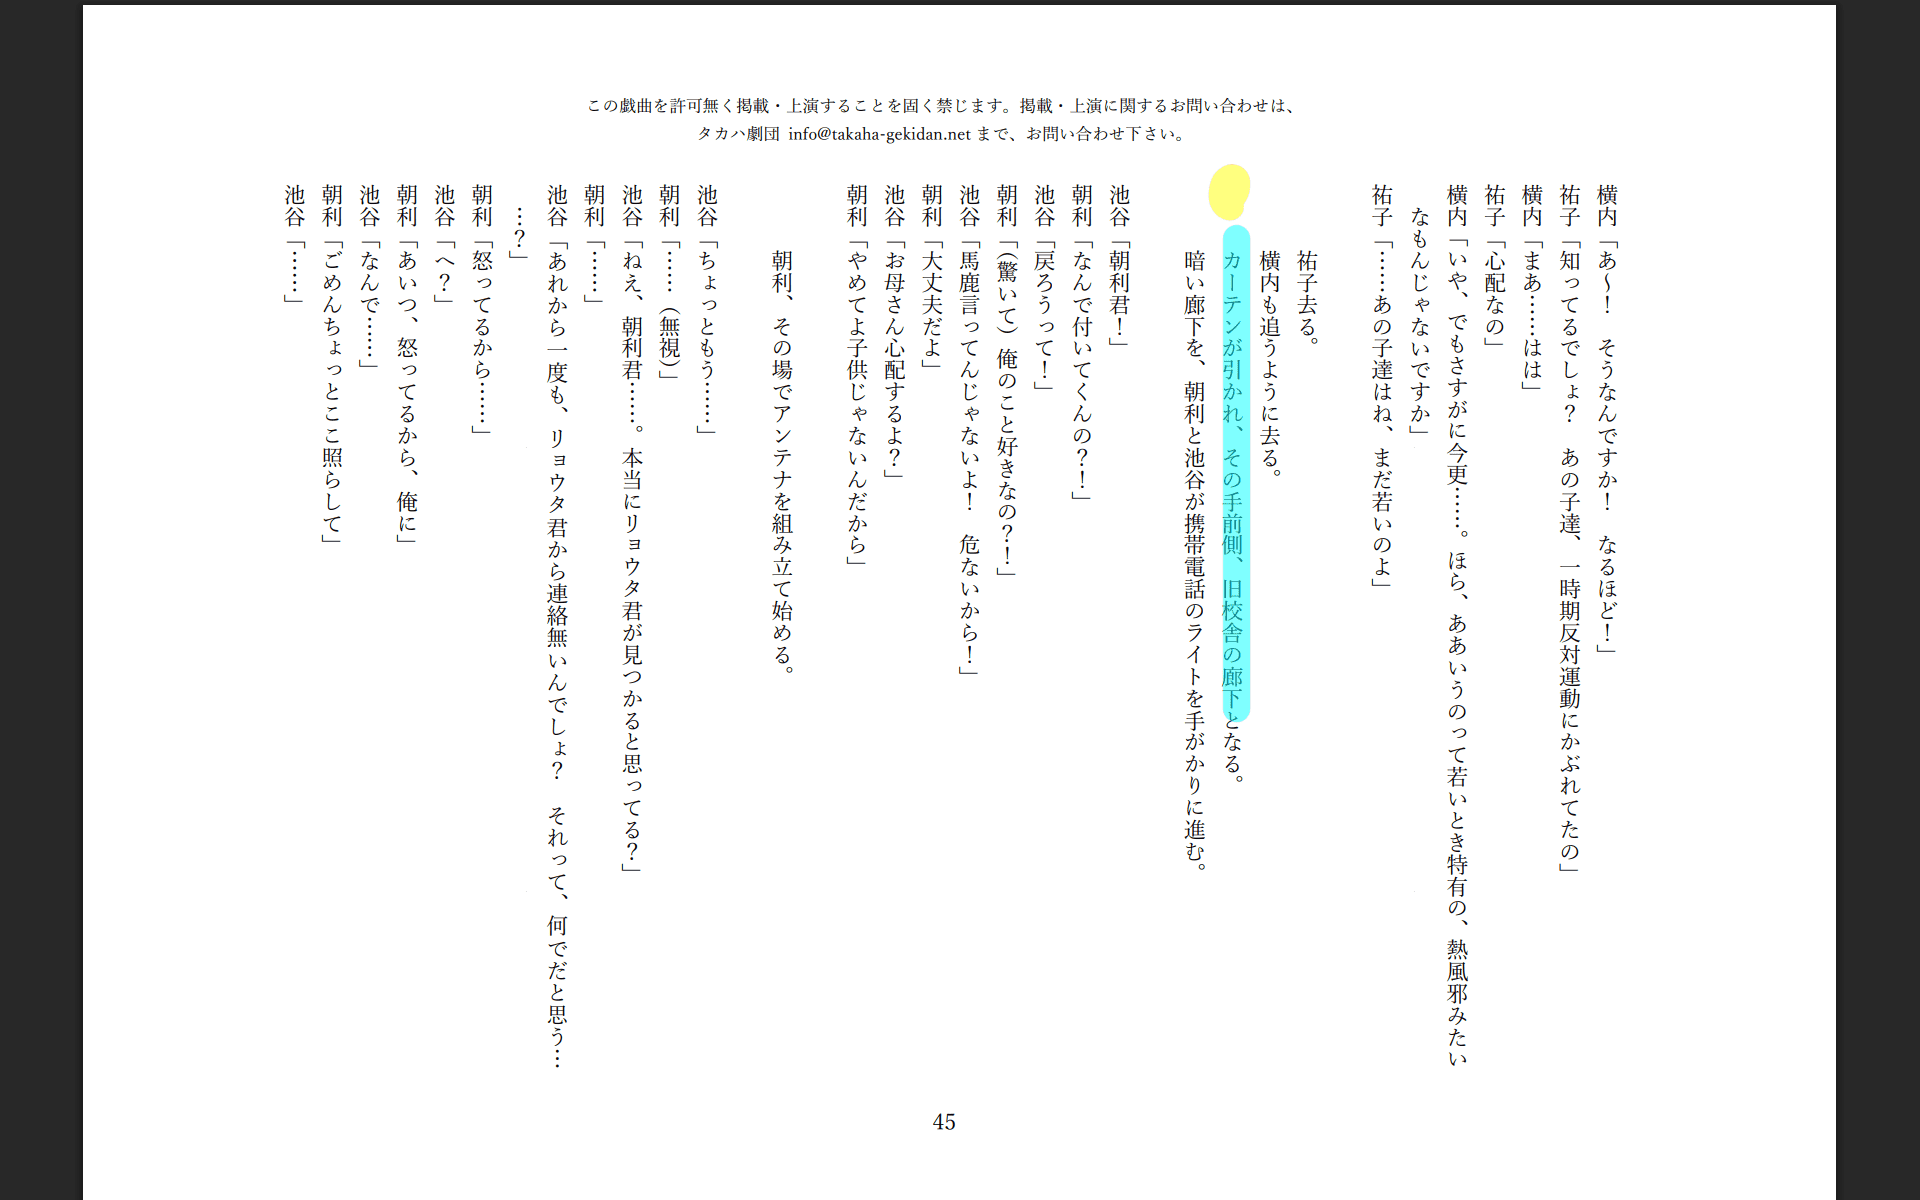 この戯曲を許可無く掲載・上演することを固く禁じます。掲載・上演に関するお問い合わせは、
タカハ劇団 info@takaha-gekidan.net まで、お問い合わせ下さい。
横内「あ～！　そうなんですか！　なるほど！」
祐子「知ってるでしょ？　あの子達、一時期反対運動にかぶれてたの」
横内「まあ……はは」
祐子「心配なの」
横内「いや、でもさすがに今更……。ほら、ああいうのって若いとき特有の、熱風邪みたい
なもんじゃないですか」
祐子「……あの子達はね、まだ若いのよ」
祐子去る。
横内も追うように去る。
カーテンが引かれ、その手前側、旧校舎の廊下となる。
暗い廊下を、朝利と池谷が携帯電話のライトを手がかりに進む。
池谷「朝利君！」
朝利「なんで付いてくんの？！」
池谷「戻ろうって！」
朝利「（驚いて）俺のこと好きなの？！」
池谷「馬鹿言ってんじゃないよ！　危ないから！」
朝利「大丈夫だよ」
池谷「お母さん心配するよ？」
朝利「やめてよ子供じゃないんだから」
朝利、その場でアンテナを組み立て始める。
池谷「ちょっともう……」
朝利「……（無視）」
池谷「ねえ、朝利君……。本当にリョウタ君が見つかると思ってる？」
朝利「……」
池谷「あれから一度も、リョウタ君から連絡無いんでしょ？　それって、何でだと思う…
…？」
朝利「怒ってるから……」
池谷「へ？」
朝利「あいつ、怒ってるから、俺に」
池谷「なんで……」
朝利「ごめんちょっとここ照らして」
池谷「……」
45